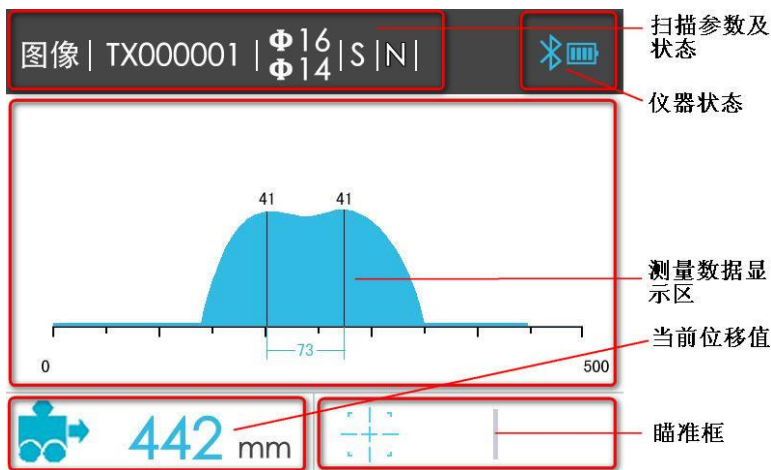 图像 | TX000001 | Φ16 Φ14 | S | N |
扫描参数及
状态
仪器状态
41 41
测量数据显
示区
73
当前位移值
0 500
442 mm
瞄准框